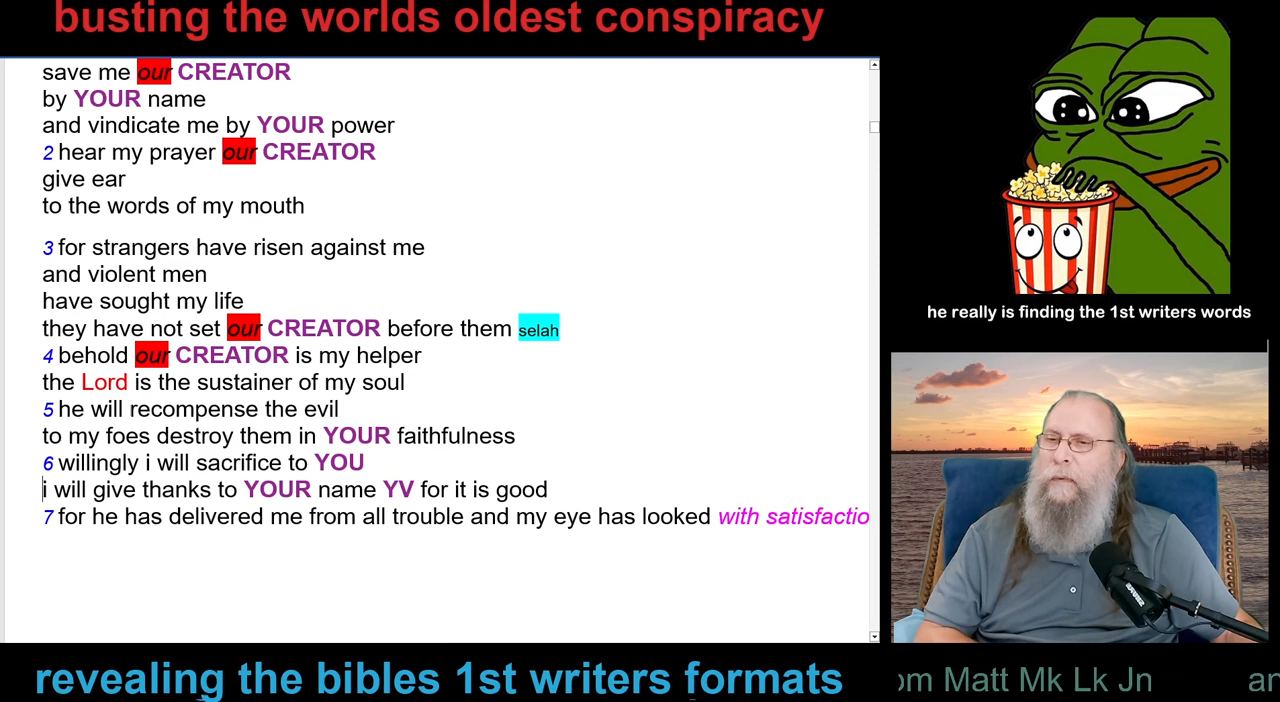 busting the worlds oldest conspiracy
save me our CREATOR
by YOUR name
and vindicate me by YOUR power
2 hear my prayer our CREATOR
give ear
to the words of my mouth
3 for strangers have risen against me
and violent men
have sought my life
they have not set our CREATOR before them selah
4 behold our CREATOR is my helper
the Lord is the sustainer of my soul
5 he will recompense the evil
to my foes destroy them in YOUR faithfulness
6 willingly i will sacrifice to YOU
i will give thanks to YOUR name YV for it is good
7 for he has delivered me from all trouble and my eye has looked with satisfactio
he really is finding the 1st writers words
revealing the bibles 1st writers formats
om Matt Mk Lk Jn an